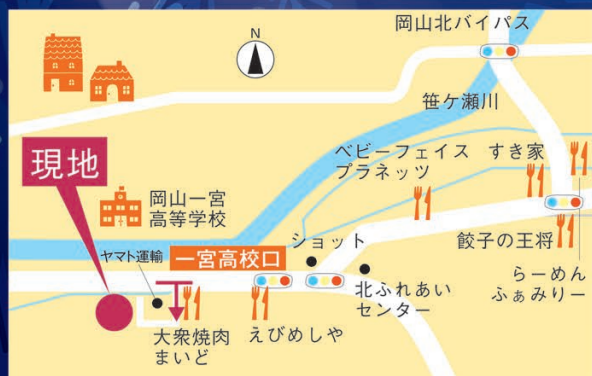 岡山北バイパス
N
笹ケ瀬川
ベビーフェイス
プラネッツ
すき家
現地
岡山一宮
高等学校
ショット
餃子の王将
ヤマト運輸
一宮高校口
北ふれあい
センター
らーめん
ふぁみりー
大衆焼肉
まいど
えびめしや